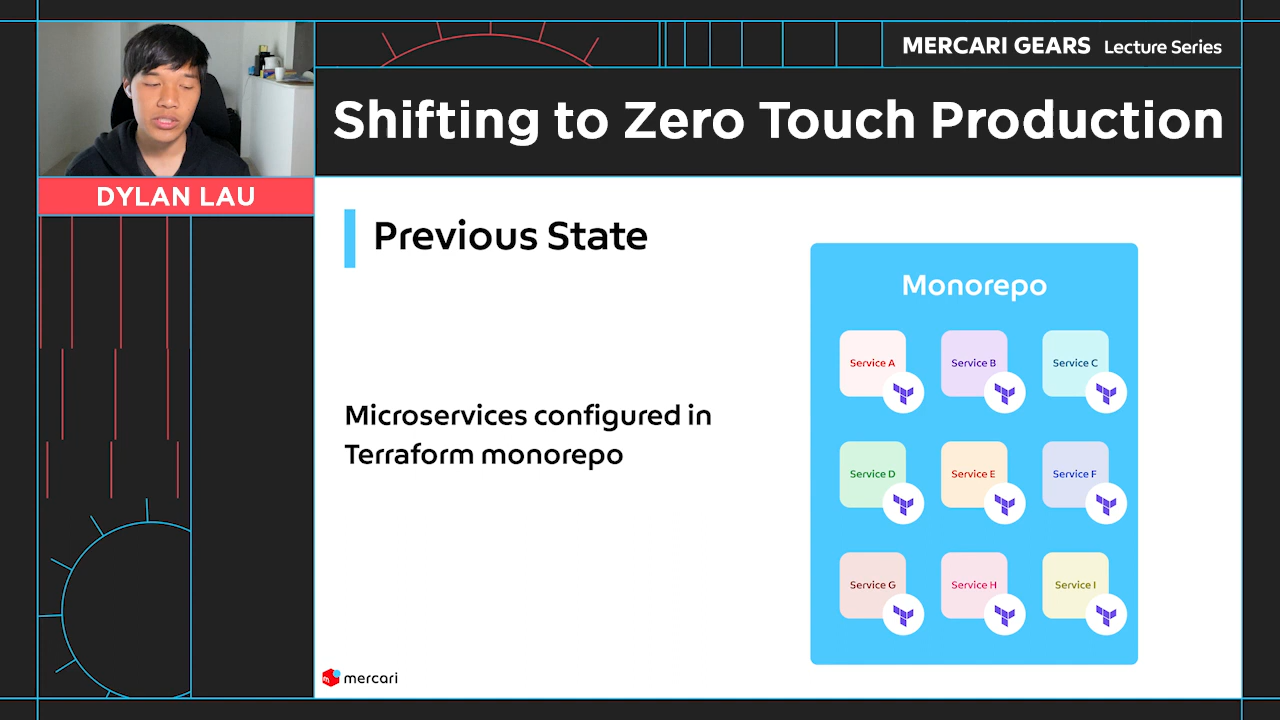 MERCARI GEARS Lecture Series
Shifting to Zero Touch Production
DYLAN LAU
Previous State
Microservices configured in
Terraform monorepo
Monorepo
Service A
Service B
Service C
Service D
Service E
Service F
Service G
Service H
Service I
mercari